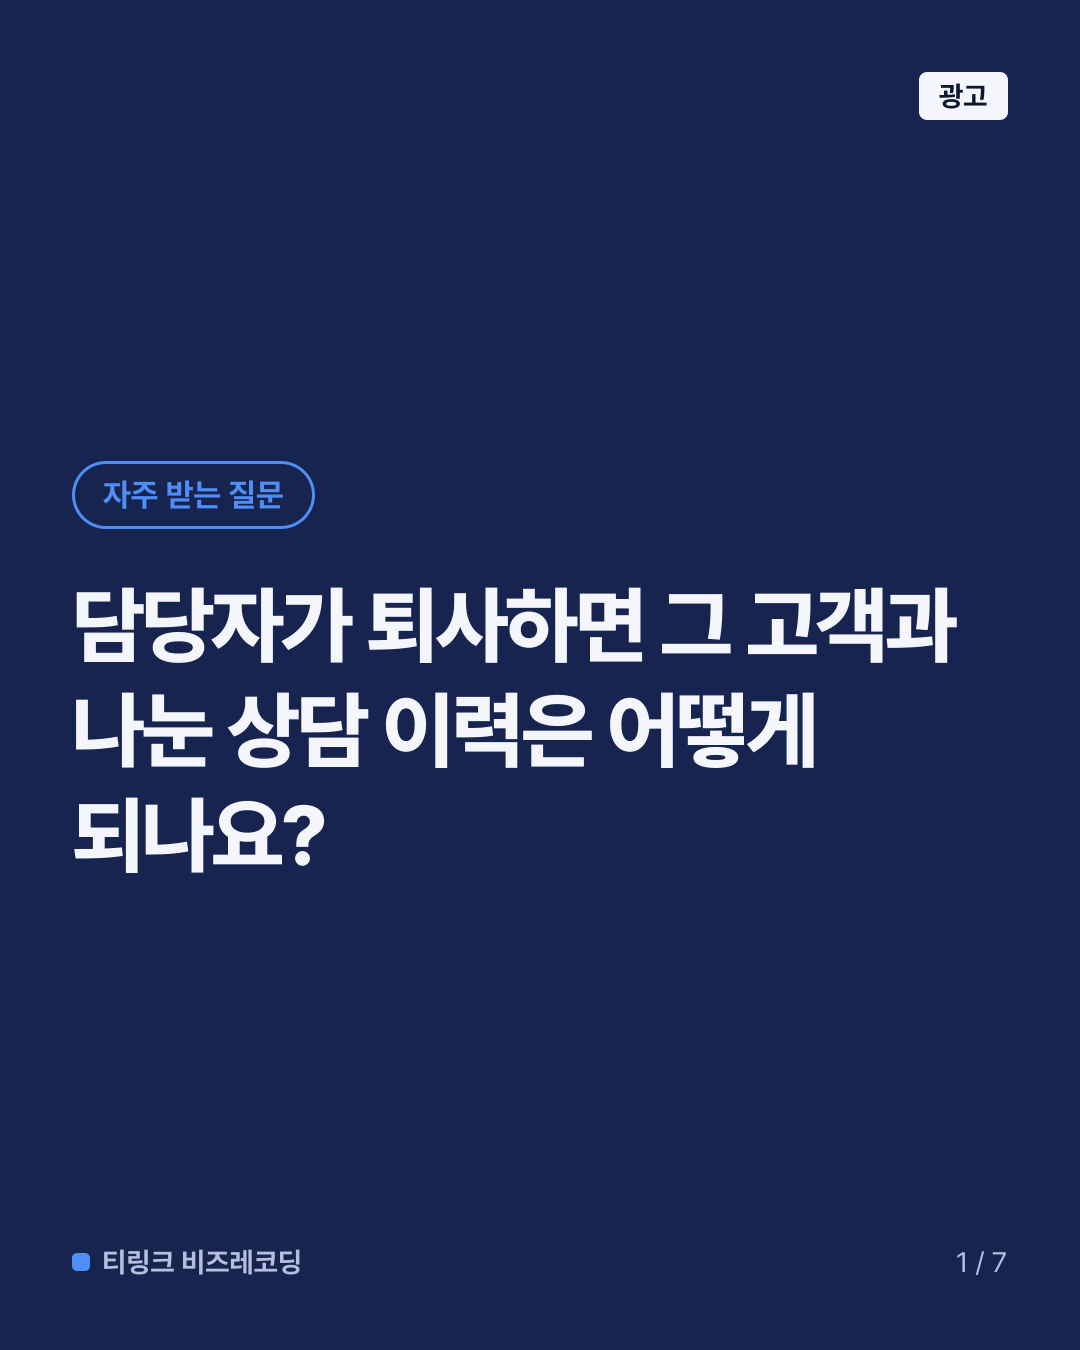 광고
자주 받는 질문
담당자가 퇴사하면 그 고객과
나눈 상담 이력은 어떻게
되나요?
티링크 비즈레코딩
1 / 7